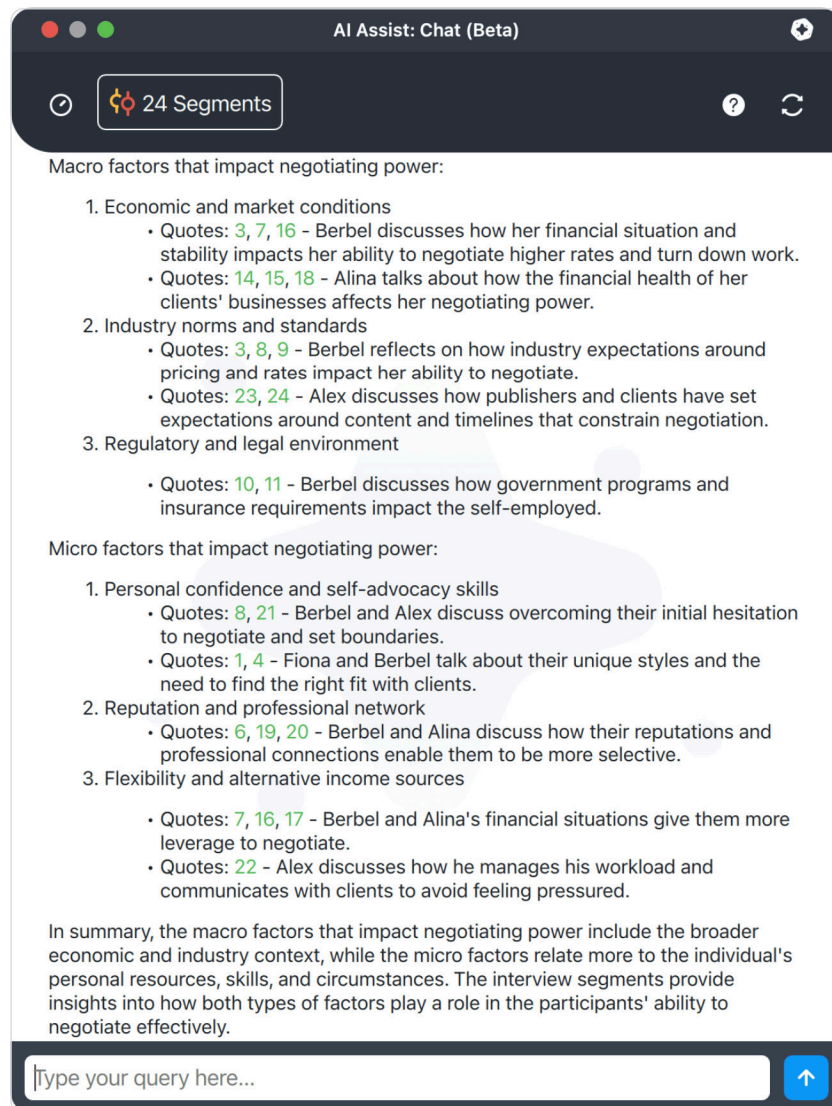 AI Assist: Chat (Beta)
24 Segments
?
Macro factors that impact negotiating power:
1. Economic and market conditions
• Quotes: 3, 7, 16 - Berbel discusses how her financial situation and
stability impacts her ability to negotiate higher rates and turn down work.
• Quotes: 14, 15, 18 - Alina talks about how the financial health of her
clients' businesses affects her negotiating power.
2. Industry norms and standards
• Quotes: 3, 8, 9 - Berbel reflects on how industry expectations around
pricing and rates impact her ability to negotiate.
• Quotes: 23, 24 - Alex discusses how publishers and clients have set
expectations around content and timelines that constrain negotiation.
3. Regulatory and legal environment
• Quotes: 10, 11 - Berbel discusses how government programs and
insurance requirements impact the self-employed.
Micro factors that impact negotiating power:
1. Personal confidence and self-advocacy skills
• Quotes: 8, 21 - Berbel and Alex discuss overcoming their initial hesitation
to negotiate and set boundaries.
• Quotes: 1, 4 - Fiona and Berbel talk about their unique styles and the
need to find the right fit with clients.
2. Reputation and professional network
• Quotes: 6, 19, 20 - Berbel and Alina discuss how their reputations and
professional connections enable them to be more selective.
3. Flexibility and alternative income sources
• Quotes: 7, 16, 17 - Berbel and Alina's financial situations give them more
leverage to negotiate.
• Quotes: 22 - Alex discusses how he manages his workload and
communicates with clients to avoid feeling pressured.
In summary, the macro factors that impact negotiating power include the broader
economic and industry context, while the micro factors relate more to the individual's
personal resources, skills, and circumstances. The interview segments provide
insights into how both types of factors play a role in the participants' ability to
negotiate effectively.
Type your query here...